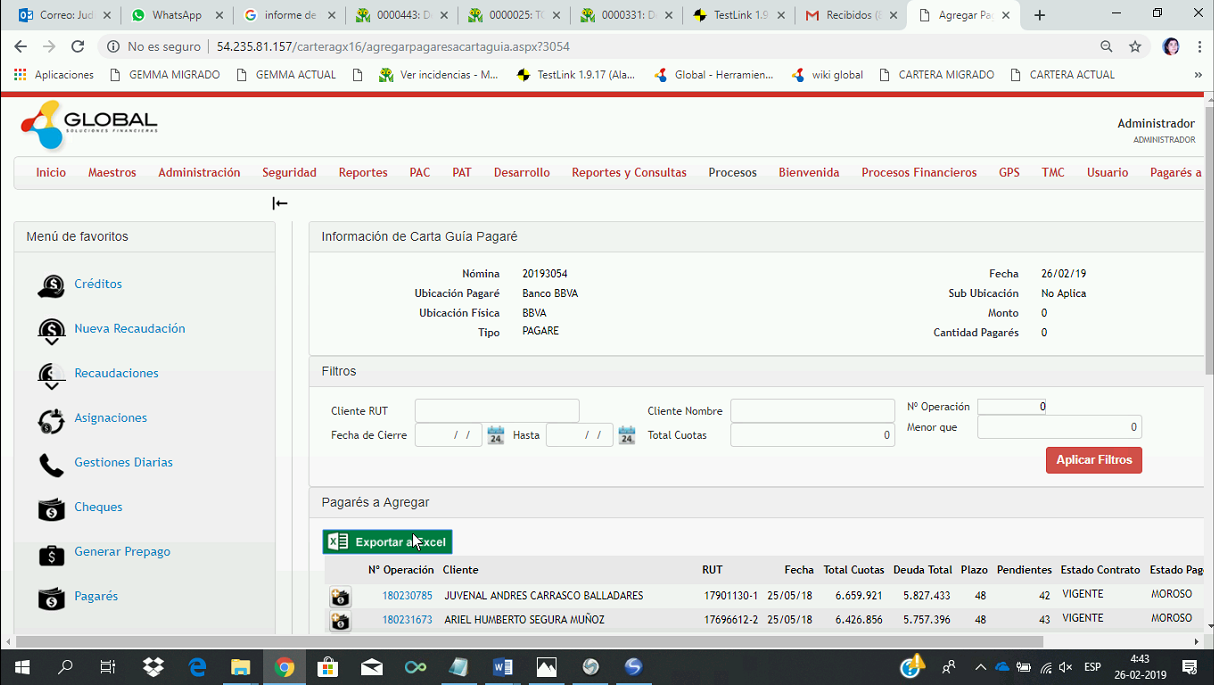 Correo: Jud
WhatsApp
informe de
0000443: D
0000025: T
0000331: D
TestLink 1.9
Recibidos (
Agregar Pa
No es seguro | 54.235.81.157/carteragx16/agregarpagaresacartaguia.aspx?3054
Aplicaciones GEMMA MIGRADO GEMMA ACTUAL Ver incidencias - M... TestLink 1.9.17 (Ala... Global - Herramien... wiki global CARTERA MIGRADO CARTERA ACTUAL »
GLOBAL
SOLUCIONES FINANCIERAS
Administrador
ADMINISTRADOR
Inicio Maestros Administración Seguridad Reportes PAC PAT Desarrollo Reportes y Consultas Procesos Bienvenida Procesos Financieros GPS TMC Usuario Pagarés a
Menú de favoritos
Créditos
Nueva Recaudación
Recaudaciones
Asignaciones
Gestiones Diarias
Cheques
Generar Prepago
Pagarés
Información de Carta Guía Pagaré
Nómina 20193054 Fecha 26/02/19
Ubicación Pagaré Banco BBVA Sub Ubicación No Aplica
Ubicación Física BBVA Monto 0
Tipo PAGARE Cantidad Pagarés 0
Filtros
Cliente RUT Cliente Nombre Nº Operación 0
Fecha de Cierre / / 24 Hasta / / 24 Total Cuotas 0 Menor que 0
Aplicar Filtros
Pagarés a Agregar
Exportar a Excel
Nº Operación Cliente RUT Fecha Total Cuotas Deuda Total Plazo Pendientes Estado Contrato Estado Pag
180230785 JUVENAL ANDRES CARRASCO BALLADARES 17901130-1 25/05/18 6.659.921 5.827.433 48 42 VIGENTE MOROSO
180231673 ARIEL HUMBERTO SEGURA MUÑOZ 17696612-2 25/05/18 6.426.856 5.757.396 48 43 VIGENTE MOROSO
ESP
4:43
26-02-2019